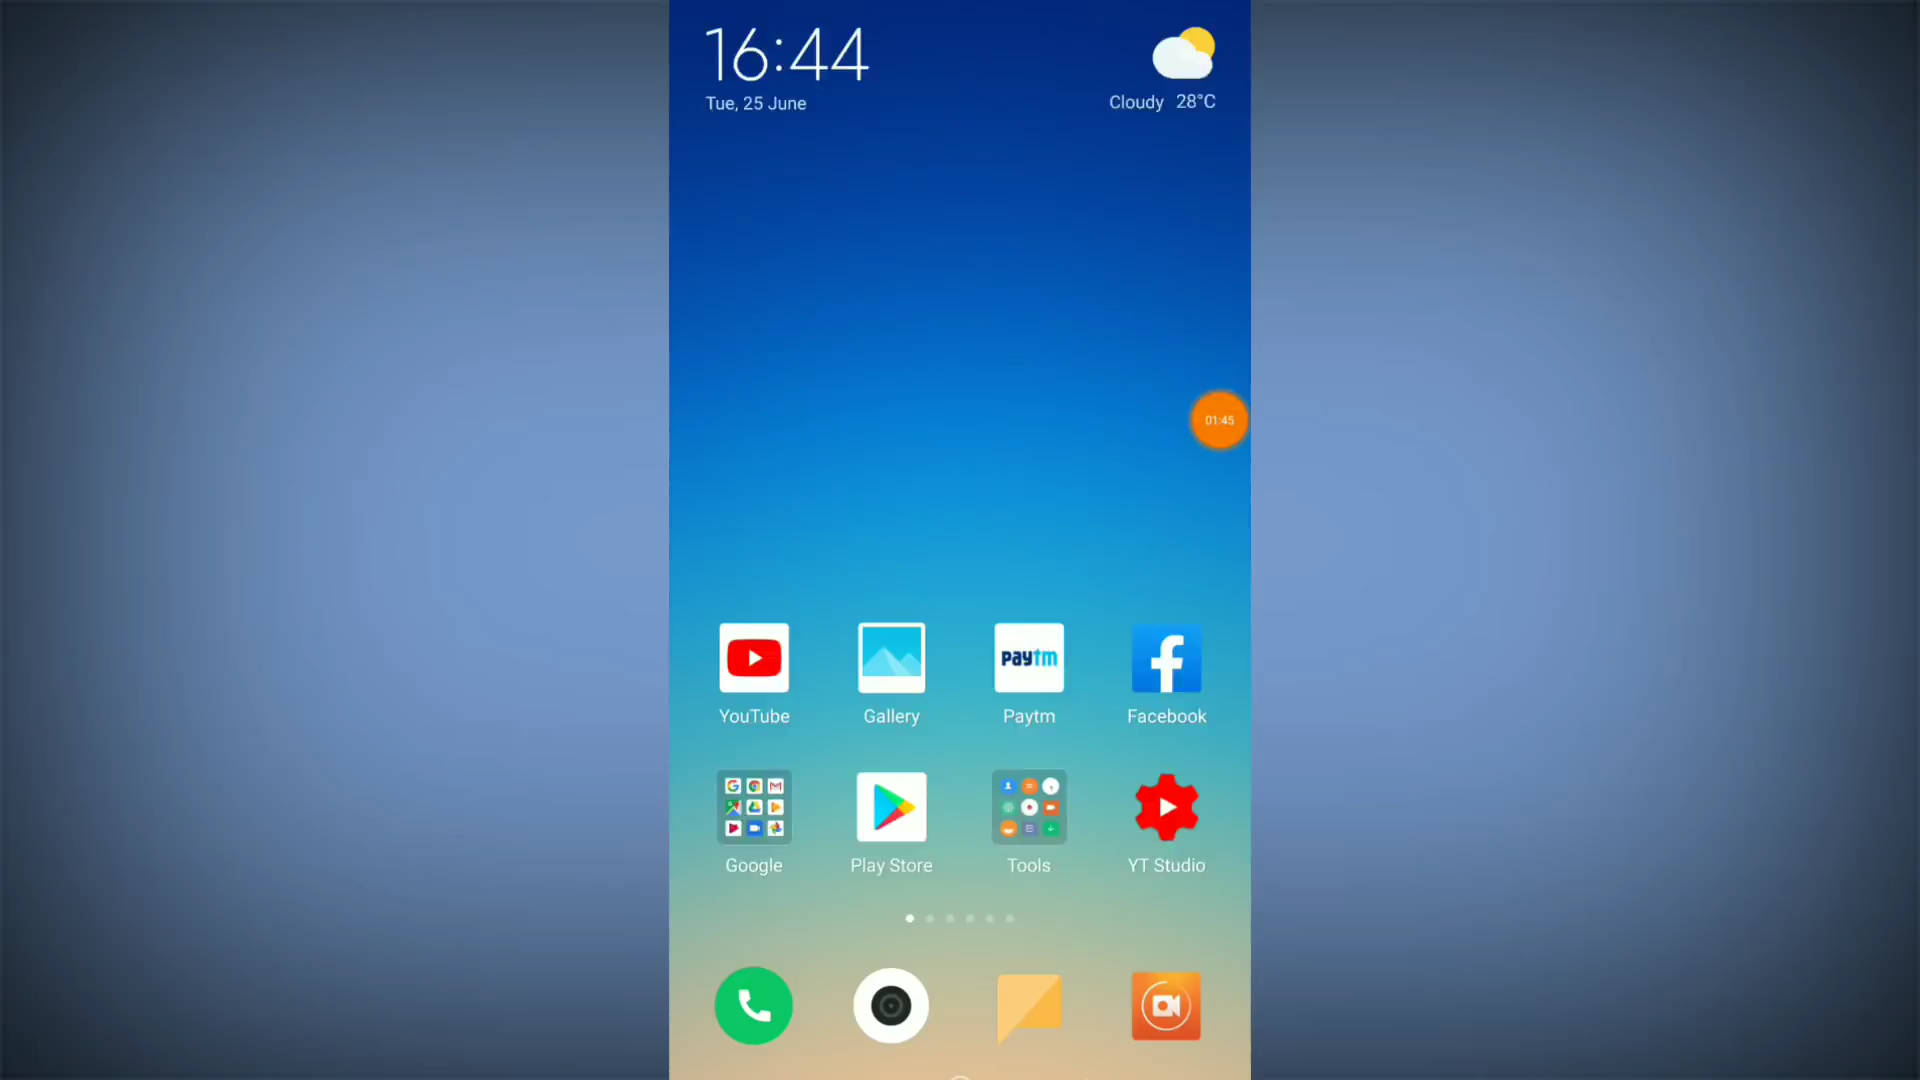 16:44
Tue, 25 June
Cloudy 28°C
01:45
paytm
YouTube
Gallery
Paytm
Facebook
Google
Play Store
Tools
YT Studio